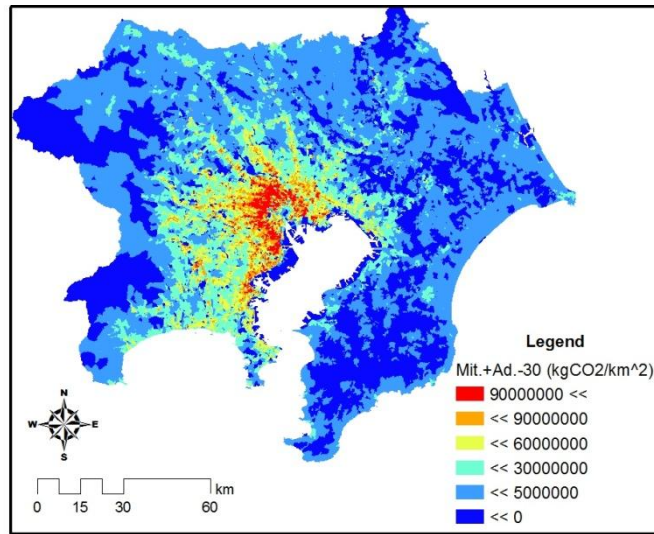 Legend
Mit.+Ad.-30 (kgCO2/km^2)
90000000 <<
<< 90000000
<< 60000000
<< 30000000
<< 5000000
<< 0
N
W E
S
km
0 15 30 60